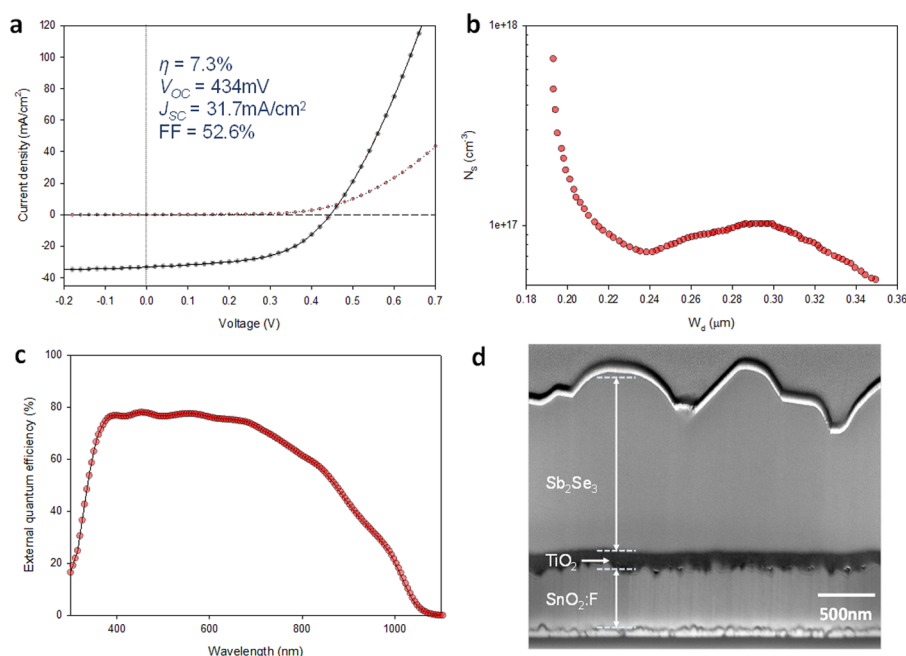 a
Current density (mA/cm²)
120
100
80
60
40
20
0
-20
-40
η = 7.3%
V_OC = 434mV
J_SC = 31.7mA/cm²
FF = 52.6%
-0.2
-0.1
0.0
0.1
0.2
0.3
0.4
0.5
0.6
0.7
Voltage (V)
b
N_S (cm⁻³)
1e+18
1e+17
0.18
0.20
0.22
0.24
0.26
0.28
0.30
0.32
0.34
0.36
W_d (μm)
c
External quantum efficiency (%)
100
80
60
40
20
0
400
600
800
1000
Wavelength (nm)
d
Sb₂Se₃
TiO₂
SnO₂:F
500nm